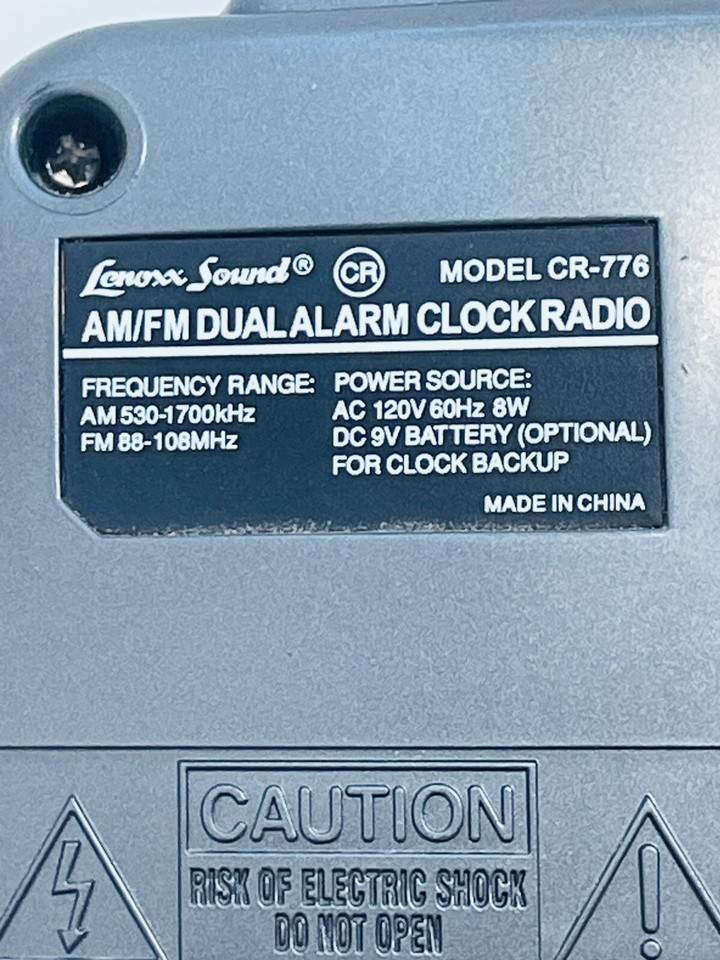 Lenoxx Sound® CR MODEL CR-776
AM/FM DUAL ALARM CLOCK RADIO
FREQUENCY RANGE:
AM 530-1700kHz
FM 88-108MHz
POWER SOURCE:
AC 120V 60Hz 8W
DC 9V BATTERY (OPTIONAL)
FOR CLOCK BACKUP
MADE IN CHINA
CAUTION
RISK OF ELECTRIC SHOCK
DO NOT OPEN